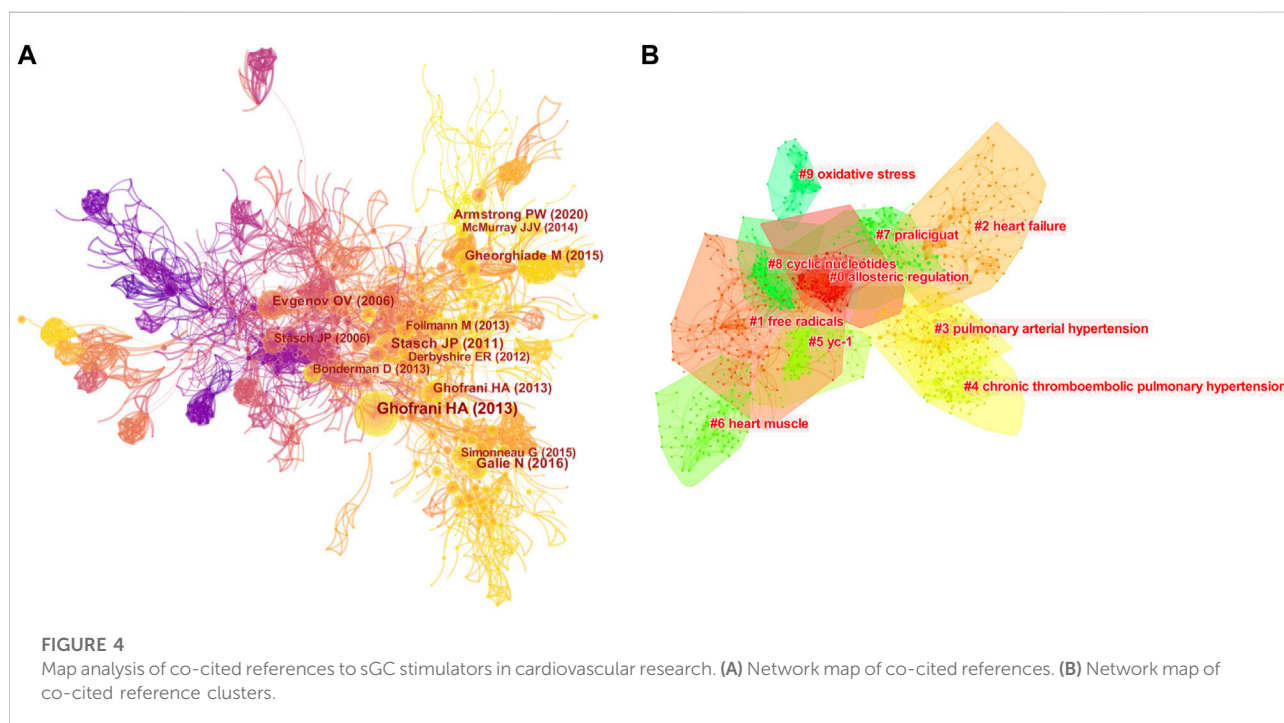 A
B
Armstrong PW (2020)
McMurray JJV (2014)
Gheorghiade M (2015)
Evgenov OV (2006)
Follmann M (2013)
Stasch JP (2006)
Stasch JP (2011)
Derbyshire ER (2012)
Bonderman D (2013)
Ghofrani HA (2013)
Ghofrani HA (2013)
Simonneau G (2015)
Galie N (2016)
#9 oxidative stress
#2 heart failure
#7 praliciguat
#8 cyclic nucleotides
#0 allosteric regulation
#1 free radicals
#3 pulmonary arterial hypertension
#5 yc-1
#4 chronic thromboembolic pulmonary hypertension
#6 heart muscle
FIGURE 4
Map analysis of co-cited references to sGC stimulators in cardiovascular research. (A) Network map of co-cited references. (B) Network map of
co-cited reference clusters.